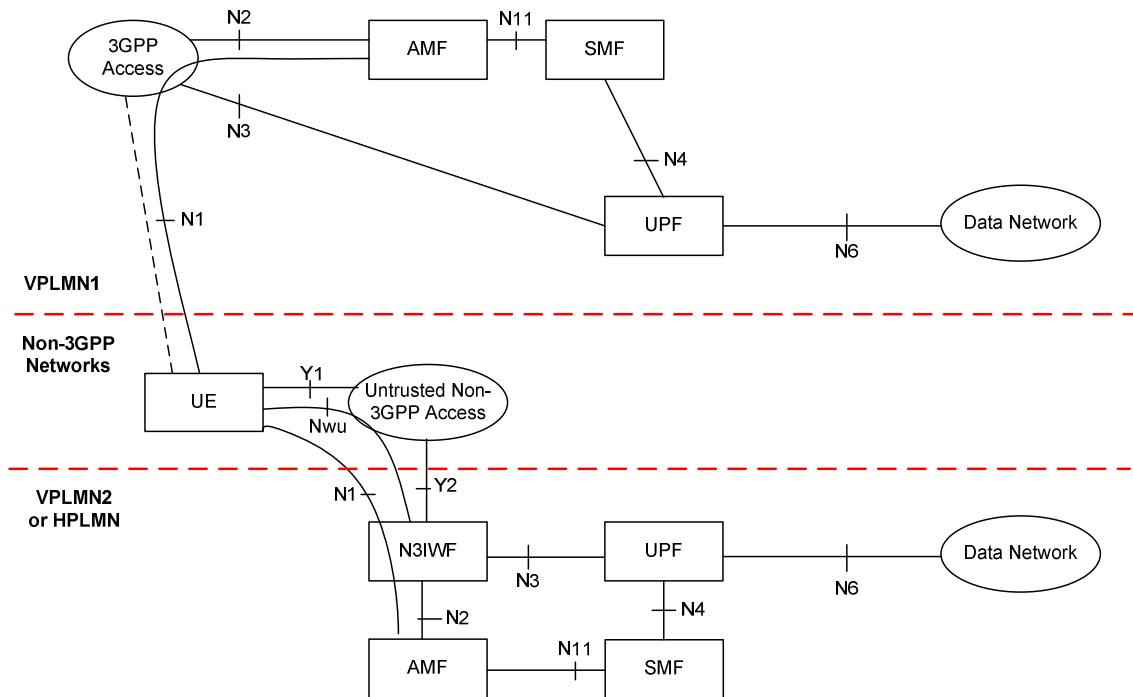 N2
N11
3GPP
Access
AMF
SMF
N3
N4
N1
UPF
Data Network
N6
VPLMN1
Non-3GPP
Networks
Y1
Untrusted Non-
3GPP Access
UE
Nwu
VPLMN2
or HPLMN
N1
Y2
N3IWF
UPF
Data Network
N3
N6
N2
N4
N11
AMF
SMF